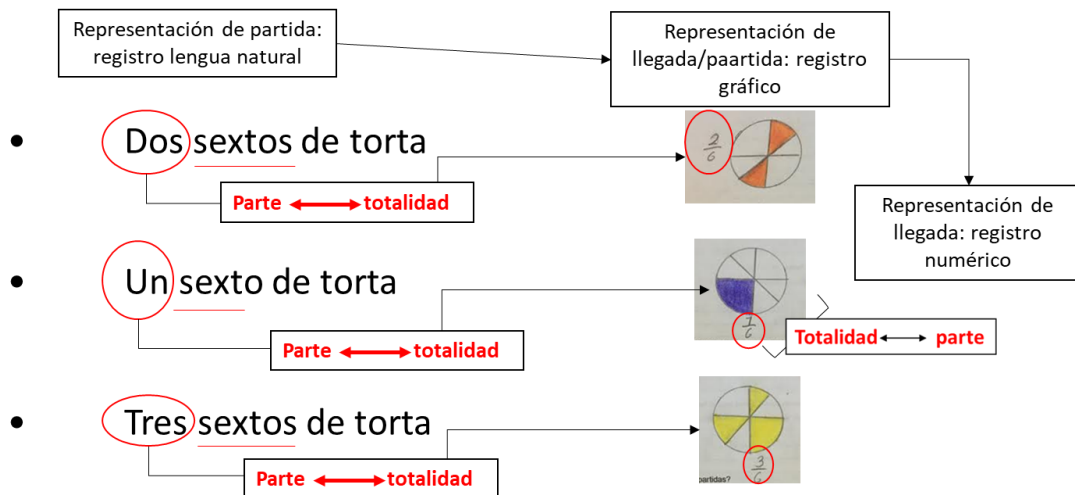 Representación de partida:
registro lengua natural
Representación de
llegada/paartida: registro
gráfico
• Dos sextos de torta
2/6
Parte totalidad
Representación de
llegada: registro
numérico
• Un sexto de torta
1/6
Totalidad parte
Parte totalidad
• Tres sextos de torta
3/6
Parte totalidad
partidas?